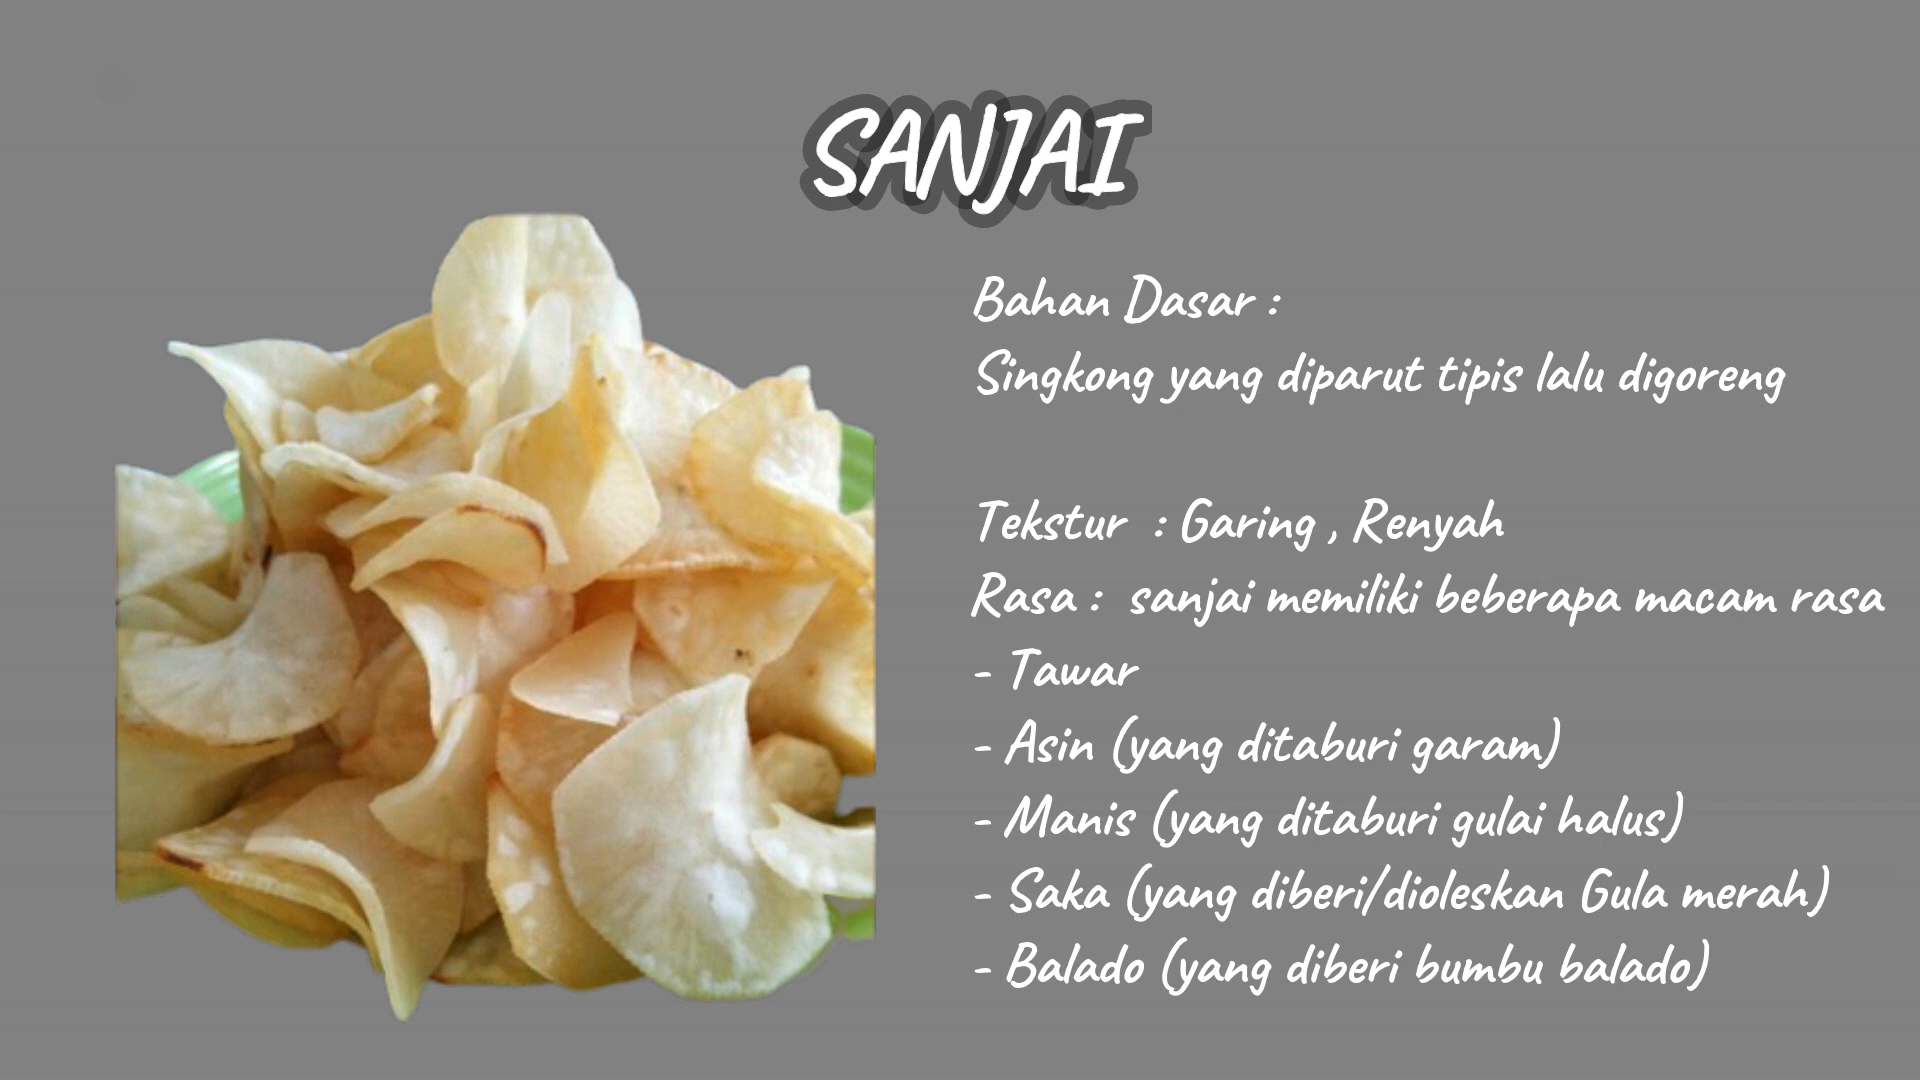 SANJAI
Bahan Dasar :
Singkong yang diparut tipis lalu digoreng
Tekstur : Garing , Renyah
Rasa : sanjai memiliki beberapa macam rasa
- Tawar
- Asin (yang ditaburi garam)
- Manis (yang ditaburi gulai halus)
- Saka (yang diberi/dioleskan Gula merah)
- Balado (yang diberi bumbu balado)